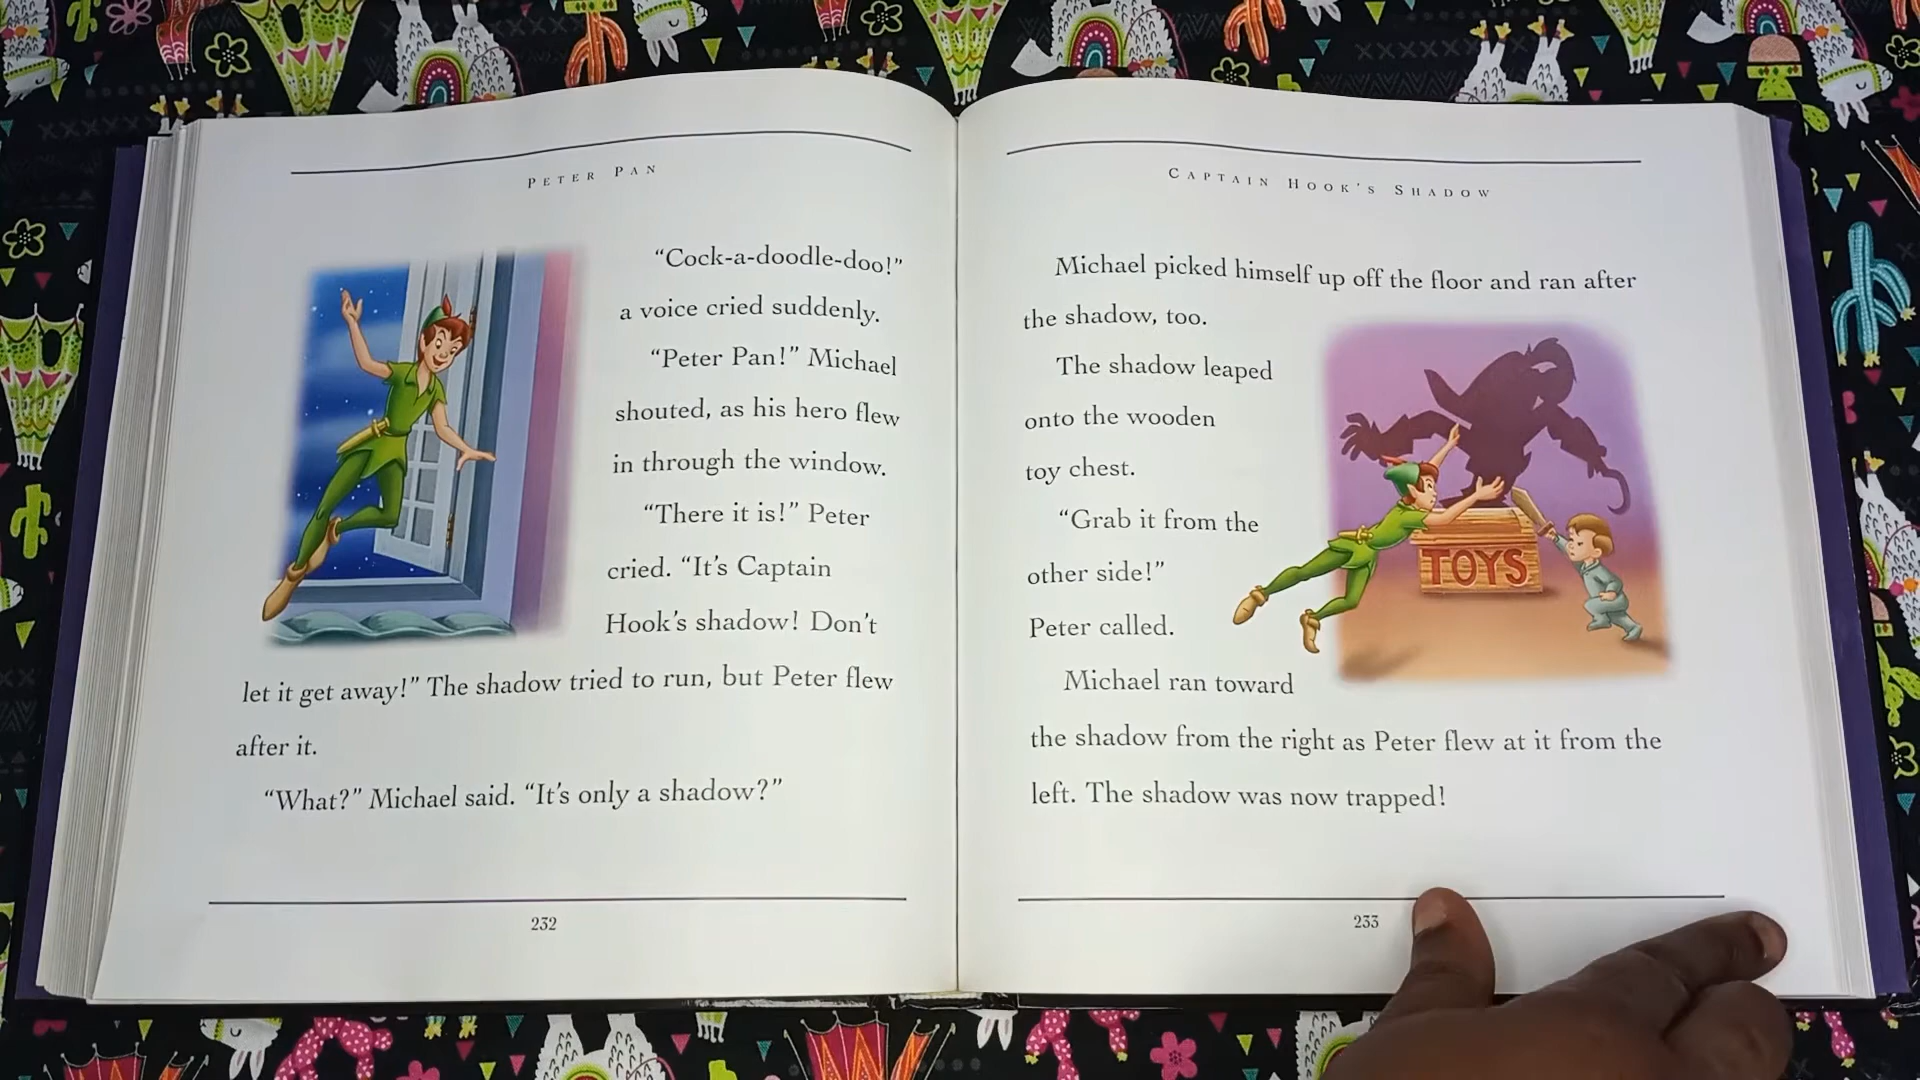 PETER PAN
“Cock-a-doodle-doo!”
a voice cried suddenly.
“Peter Pan!” Michael
shouted, as his hero flew
in through the window.
“There it is!” Peter
cried. “It’s Captain
Hook’s shadow! Don’t
let it get away!” The shadow tried to run, but Peter flew
after it.
“What?” Michael said. “It’s only a shadow?”
232
CAPTAIN HOOK’S SHADOW
Michael picked himself up off the floor and ran after
the shadow, too.
The shadow leaped
onto the wooden
toy chest.
“Grab it from the
other side!”
Peter called.
Michael ran toward
the shadow from the right as Peter flew at it from the
left. The shadow was now trapped!
TOYS
233